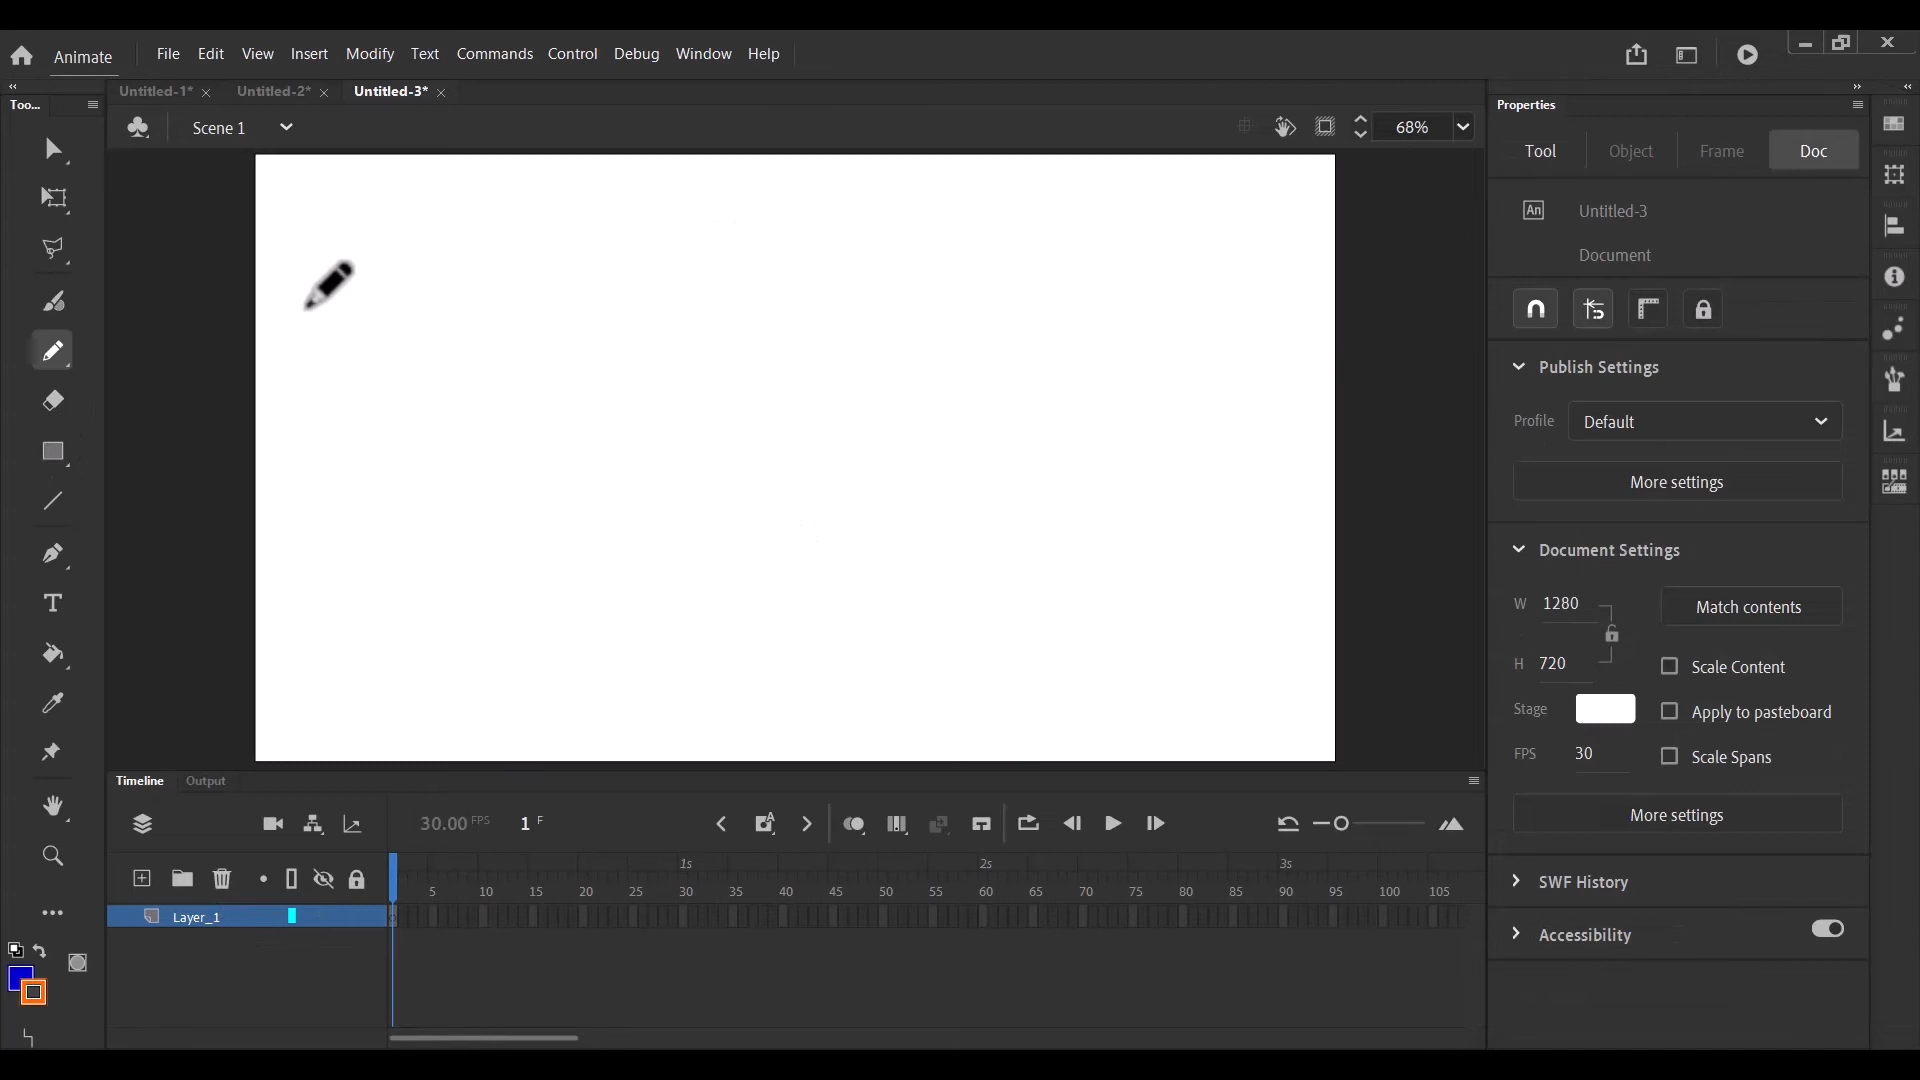 Animate File Edit View Insert Modify Text Commands Control Debug Window Help
Untitled-1* Untitled-2* Untitled-3*
Too...
Scene 1
68%
Properties
Tool Object Frame Doc
An Untitled-3
Document
Publish Settings
Profile Default
More settings
Document Settings
W 1280 Match contents
H 720 Scale Content
Stage Apply to pasteboard
FPS 30 Scale Spans
More settings
SWF History
Accessibility
Timeline Output
30.00 FPS 1 F
1s 2s 3s
5 10 15 20 25 30 35 40 45 50 55 60 65 70 75 80 85 90 95 100 105
Layer_1